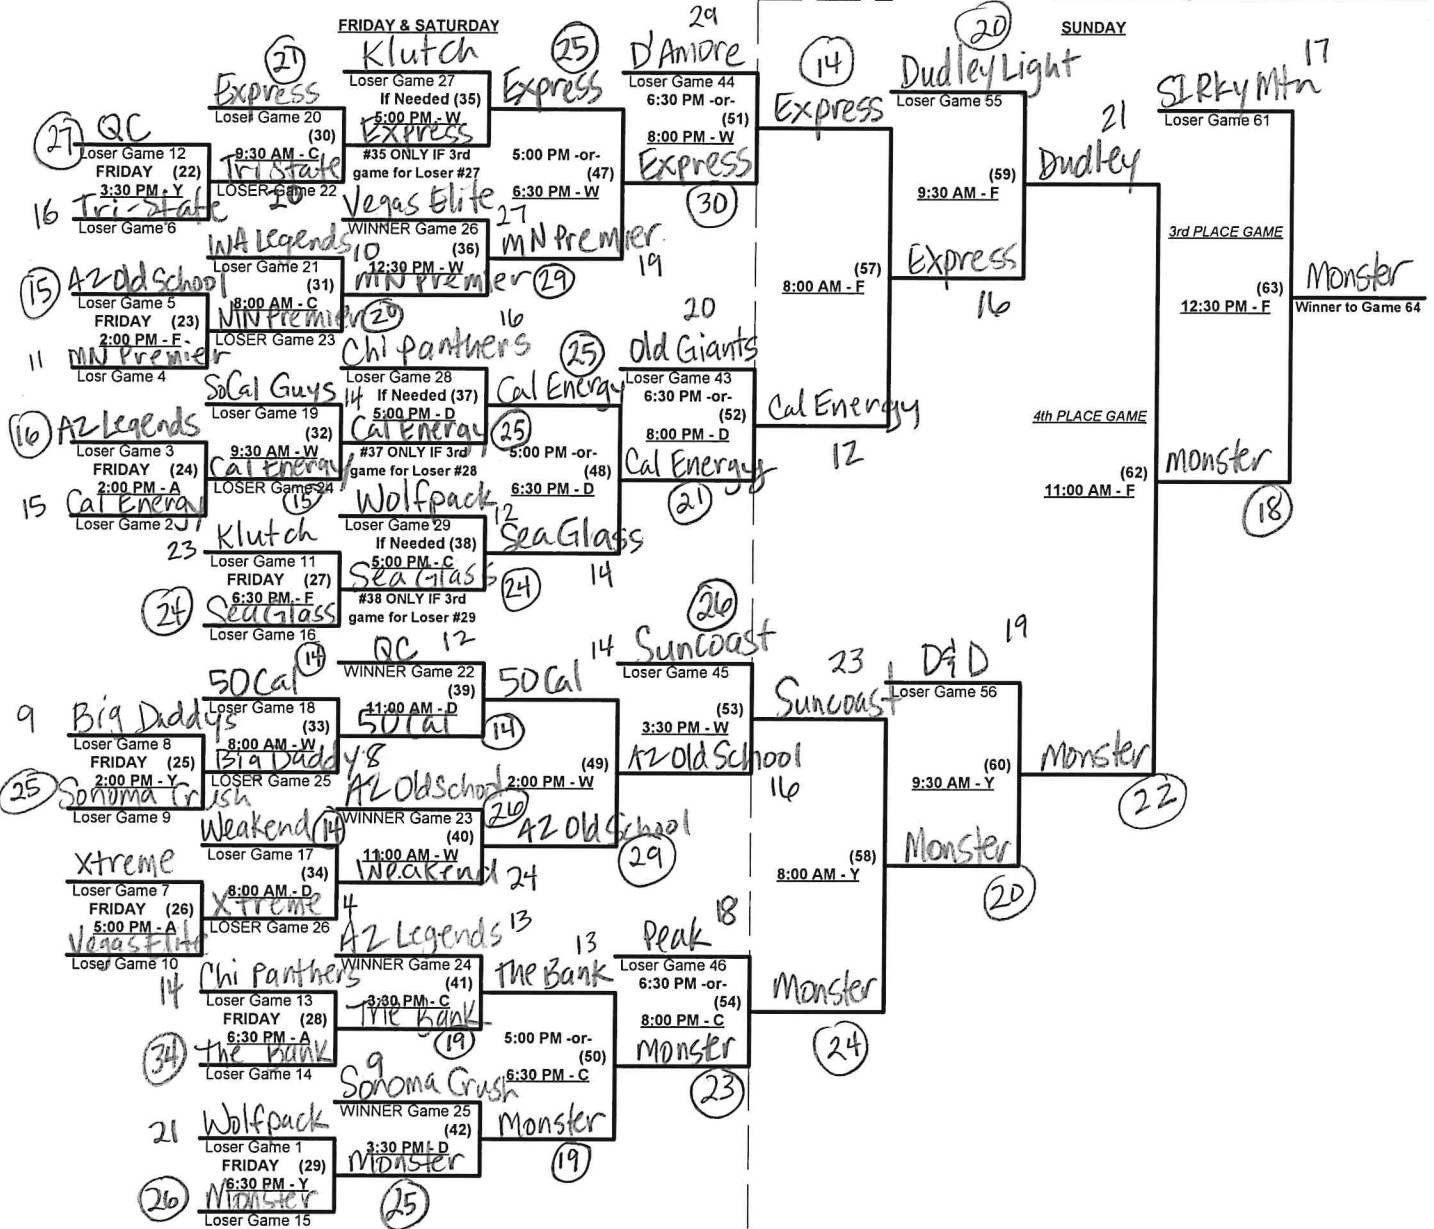 FRIDAY & SATURDAY
SUNDAY
27
QC
Loser Game 12
FRIDAY (22)
3:30 PM - Y
16
Tri-State
Loser Game 6
15
AZ Old School
Loser Game 5
FRIDAY (23)
2:00 PM - F
11
MN Premier
Losr Game 4
16
AZ Legends
Loser Game 3
FRIDAY (24)
2:00 PM - A
15
Cal Energy
Loser Game 2
9
Big Daddys
Loser Game 8
FRIDAY (25)
2:00 PM - Y
25
Sonoma Crush
Loser Game 9
Xtreme
Loser Game 7
FRIDAY (26)
5:00 PM - A
Vegas Elite
Loser Game 10
21
Express
Loser Game 20
(30)
9:30 AM - C
Tri State
LOSER Game 22
20
WA Legends 10
Loser Game 21
(31)
8:00 AM - C
MN Premier 20
LOSER Game 23
SoCal Guys 14
Loser Game 19
(32)
9:30 AM - W
Cal Energy
LOSER Game 24
15
23
Klutch
Loser Game 11
FRIDAY (27)
6:30 PM - F
24
Sea Glass
Loser Game 16
14
50 Cal
Loser Game 18
(33)
8:00 AM - W
Big Daddy 8
LOSER Game 25
Weakend 14
Loser Game 17
(34)
8:00 AM - D
Xtreme 4
LOSER Game 26
14
Chi Panthers
Loser Game 13
FRIDAY (28)
6:30 PM - A
34
The Bank
Loser Game 14
21
Wolfpack
Loser Game 1
FRIDAY (29)
6:30 PM - Y
26
Monster
Loser Game 15
Klutch
Loser Game 27
If Needed (35)
5:00 PM - W
Express
#35 ONLY IF 3rd
game for Loser #27
Vegas Elite 27
WINNER Game 26
(36)
12:30 PM - W
MN Premier 29
16
Chi Panthers
Loser Game 28
If Needed (37)
5:00 PM - D
Cal Energy 25
#37 ONLY IF 3rd
game for Loser #28
Wolfpack 12
Loser Game 29
If Needed (38)
5:00 PM - C
Sea Glass 24
#38 ONLY IF 3rd
game for Loser #29
QC 12
WINNER Game 22
(39)
11:00 AM - D
50 Cal 14
AZ Old School 26
WINNER Game 23
(40)
11:00 AM - W
Weakend 24
AZ Legends 13
WINNER Game 24
(41)
3:30 PM - C
The Bank
19
9
Sonoma Crush
WINNER Game 25
(42)
3:30 PM - D
Monster
25
25
Express
5:00 PM -or-
(47)
6:30 PM - W
MN Premier
19
25
Cal Energy
5:00 PM -or-
(48)
6:30 PM - D
Sea Glass
14
50 Cal 14
(49)
2:00 PM - W
AZ Old School
29
13
The Bank
5:00 PM -or-
(50)
6:30 PM - C
Monster
19
29
D'Amore
Loser Game 44
6:30 PM -or-
(51)
8:00 PM - W
Express
30
20
Old Giants
Loser Game 43
6:30 PM -or-
(52)
8:00 PM - D
Cal Energy
21
26
Suncoast
Loser Game 45
(53)
3:30 PM - W
AZ Old School
16
18
Peak
Loser Game 46
6:30 PM -or-
(54)
8:00 PM - C
Monster
23
14
Express
(57)
8:00 AM - F
Cal Energy
12
23
Suncoast
(58)
8:00 AM - Y
Monster
24
20
Dudley Light
Loser Game 55
(59)
9:30 AM - F
Express
16
19
D&D
Loser Game 56
(60)
9:30 AM - Y
Monster
20
21
Dudley
4th PLACE GAME
(62)
11:00 AM - F
Monster
22
17
SI Rky Mtn
Loser Game 61
3rd PLACE GAME
(63)
12:30 PM - F
Monster
18
Monster
Winner to Game 64